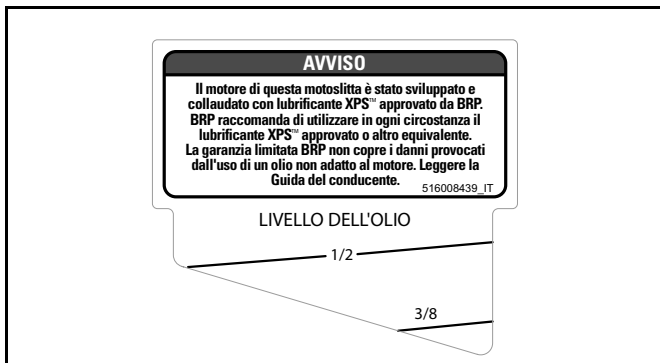 AVVISO
Il motore di questa motoslitta è stato sviluppato e
collaudato con lubrificante XPS™ approvato da BRP.
BRP raccomanda di utilizzare in ogni circostanza il
lubrificante XPS™ approvato o altro equivalente.
La garanzia limitata BRP non copre i danni provocati
dall'uso di un olio non adatto al motore. Leggere la
Guida del conducente.
516008439_IT
LIVELLO DELL'OLIO
1/2
3/8